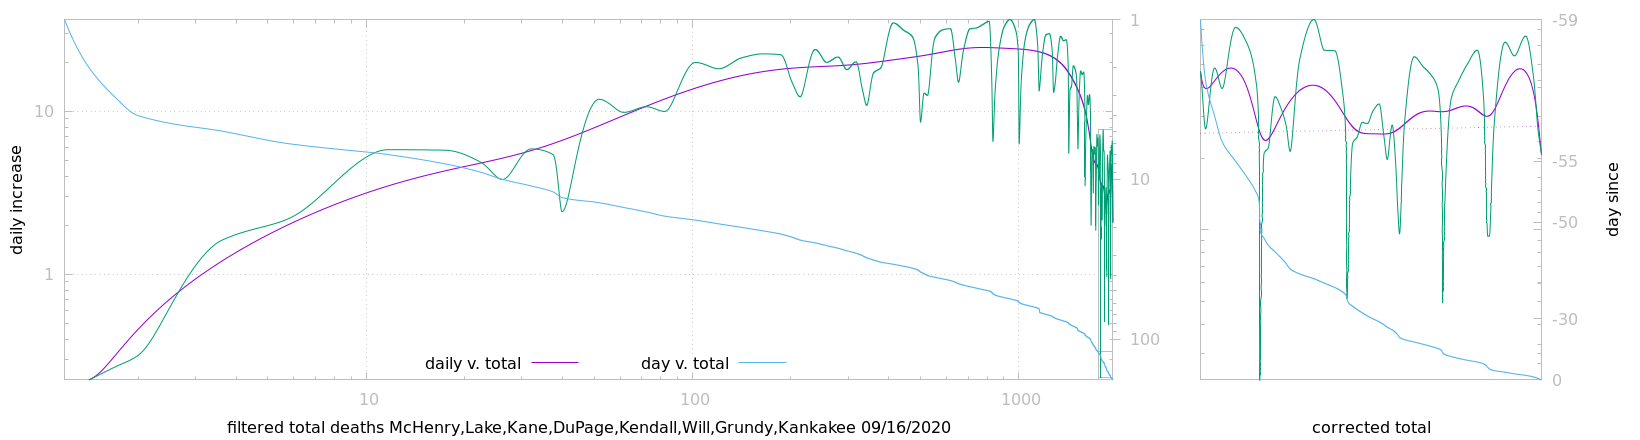 1
-59
10
daily increase
10
-55
day since
-50
1
-30
100
daily v. total
day v. total
0
10
100
1000
filtered total deaths McHenry,Lake,Kane,DuPage,Kendall,Will,Grundy,Kankakee 09/16/2020
corrected total